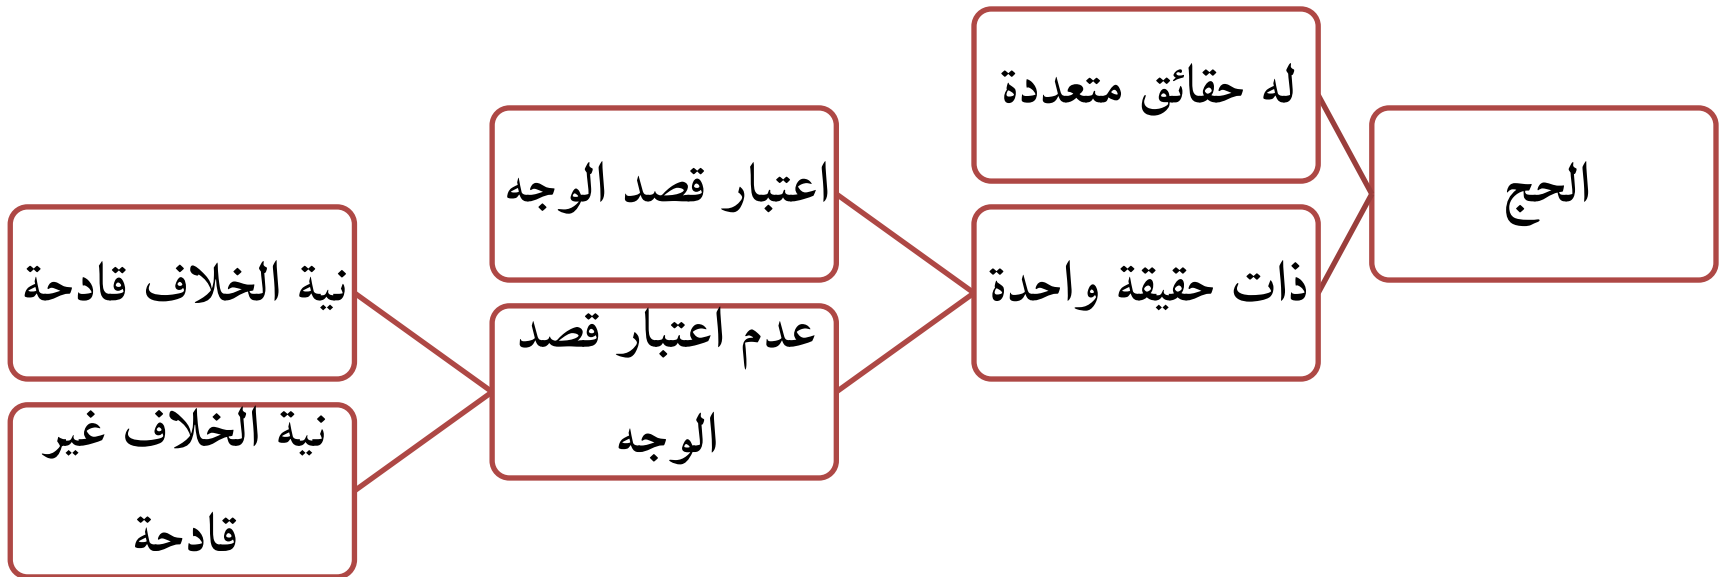 الحج
له حقائق متعددة
ذات حقيقة واحدة
اعتبار قصد الوجه
عدم اعتبار قصد
الوجه
نية الخلاف قادحة
نية الخلاف غير
قادحة